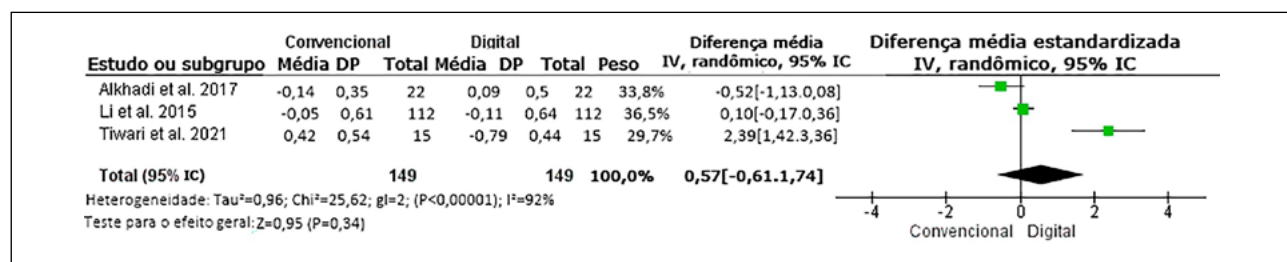 Convencional Digital Diferença média Diferença média estandardizada
Estudo ou subgrupo Média DP Total Média DP Total Peso IV, randômico, 95% IC IV, randômico, 95% IC
Alkhadi et al. 2017 -0,14 0,35 22 0,09 0,5 22 33,8% -0,52[-1,13.0,08]
Li et al. 2015 -0,05 0,61 112 -0,11 0,64 112 36,5% 0,10[-0,17.0,36]
Tiwari et al. 2021 0,42 0,54 15 -0,79 0,44 15 29,7% 2,39[1,42.3,36]
Total (95% IC) 149 149 100,0% 0,57[-0,61.1,74]
Heterogeneidade: Tau²=0,96; Chi²=25,62; gl=2; (P<0,00001); I²=92%
Teste para o efeito geral:Z=0,95 (P=0,34)
-4 -2 0 2 4
Convencional Digital